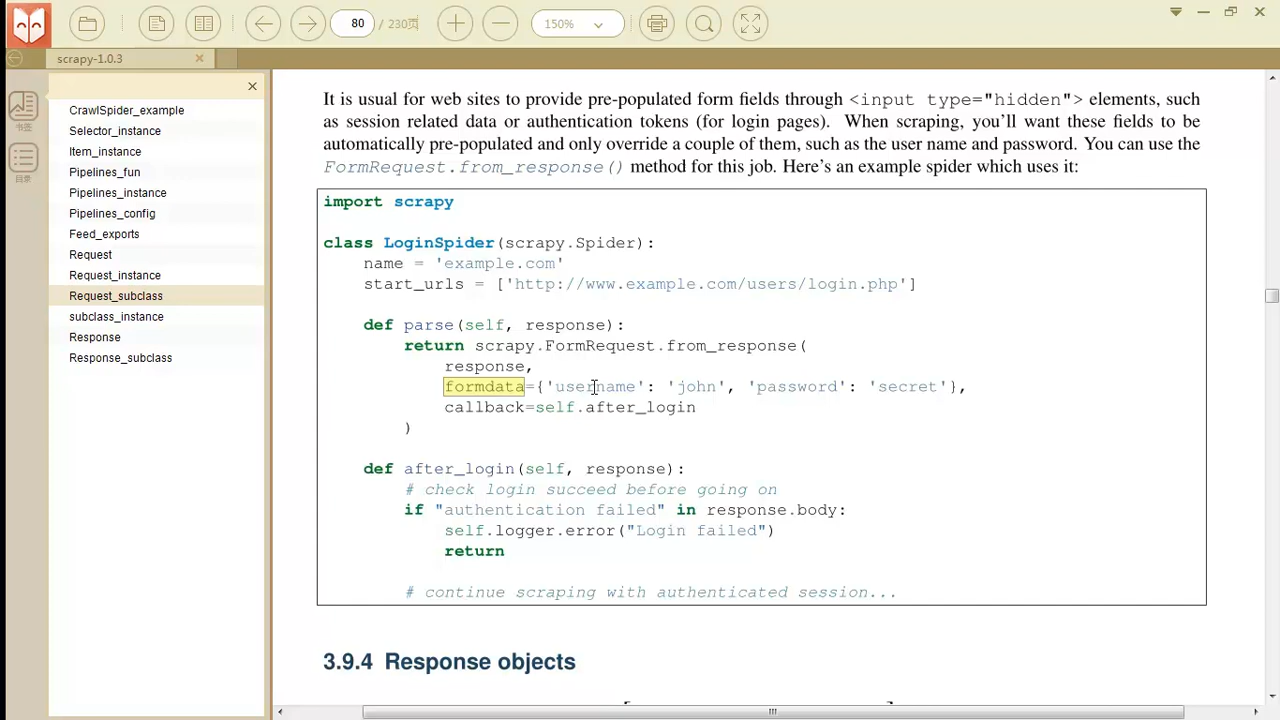 80 / 230页
150%
scrapy-1.0.3
书签
目录
CrawlSpider_example
Selector_instance
Item_instance
Pipelines_fun
Pipelines_instance
Pipelines_config
Feed_exports
Request
Request_instance
Request_subclass
subclass_instance
Response
Response_subclass
It is usual for web sites to provide pre-populated form fields through <input type="hidden"> elements, such
as session related data or authentication tokens (for login pages). When scraping, you'll want these fields to be
automatically pre-populated and only override a couple of them, such as the user name and password. You can use the
FormRequest.from_response() method for this job. Here's an example spider which uses it:
import scrapy
class LoginSpider(scrapy.Spider):
name = 'example.com'
start_urls = ['http://www.example.com/users/login.php']
def parse(self, response):
return scrapy.FormRequest.from_response(
response,
formdata={'username': 'john', 'password': 'secret'},
callback=self.after_login
)
def after_login(self, response):
# check login succeed before going on
if "authentication failed" in response.body:
self.logger.error("Login failed")
return
# continue scraping with authenticated session...
3.9.4 Response objects